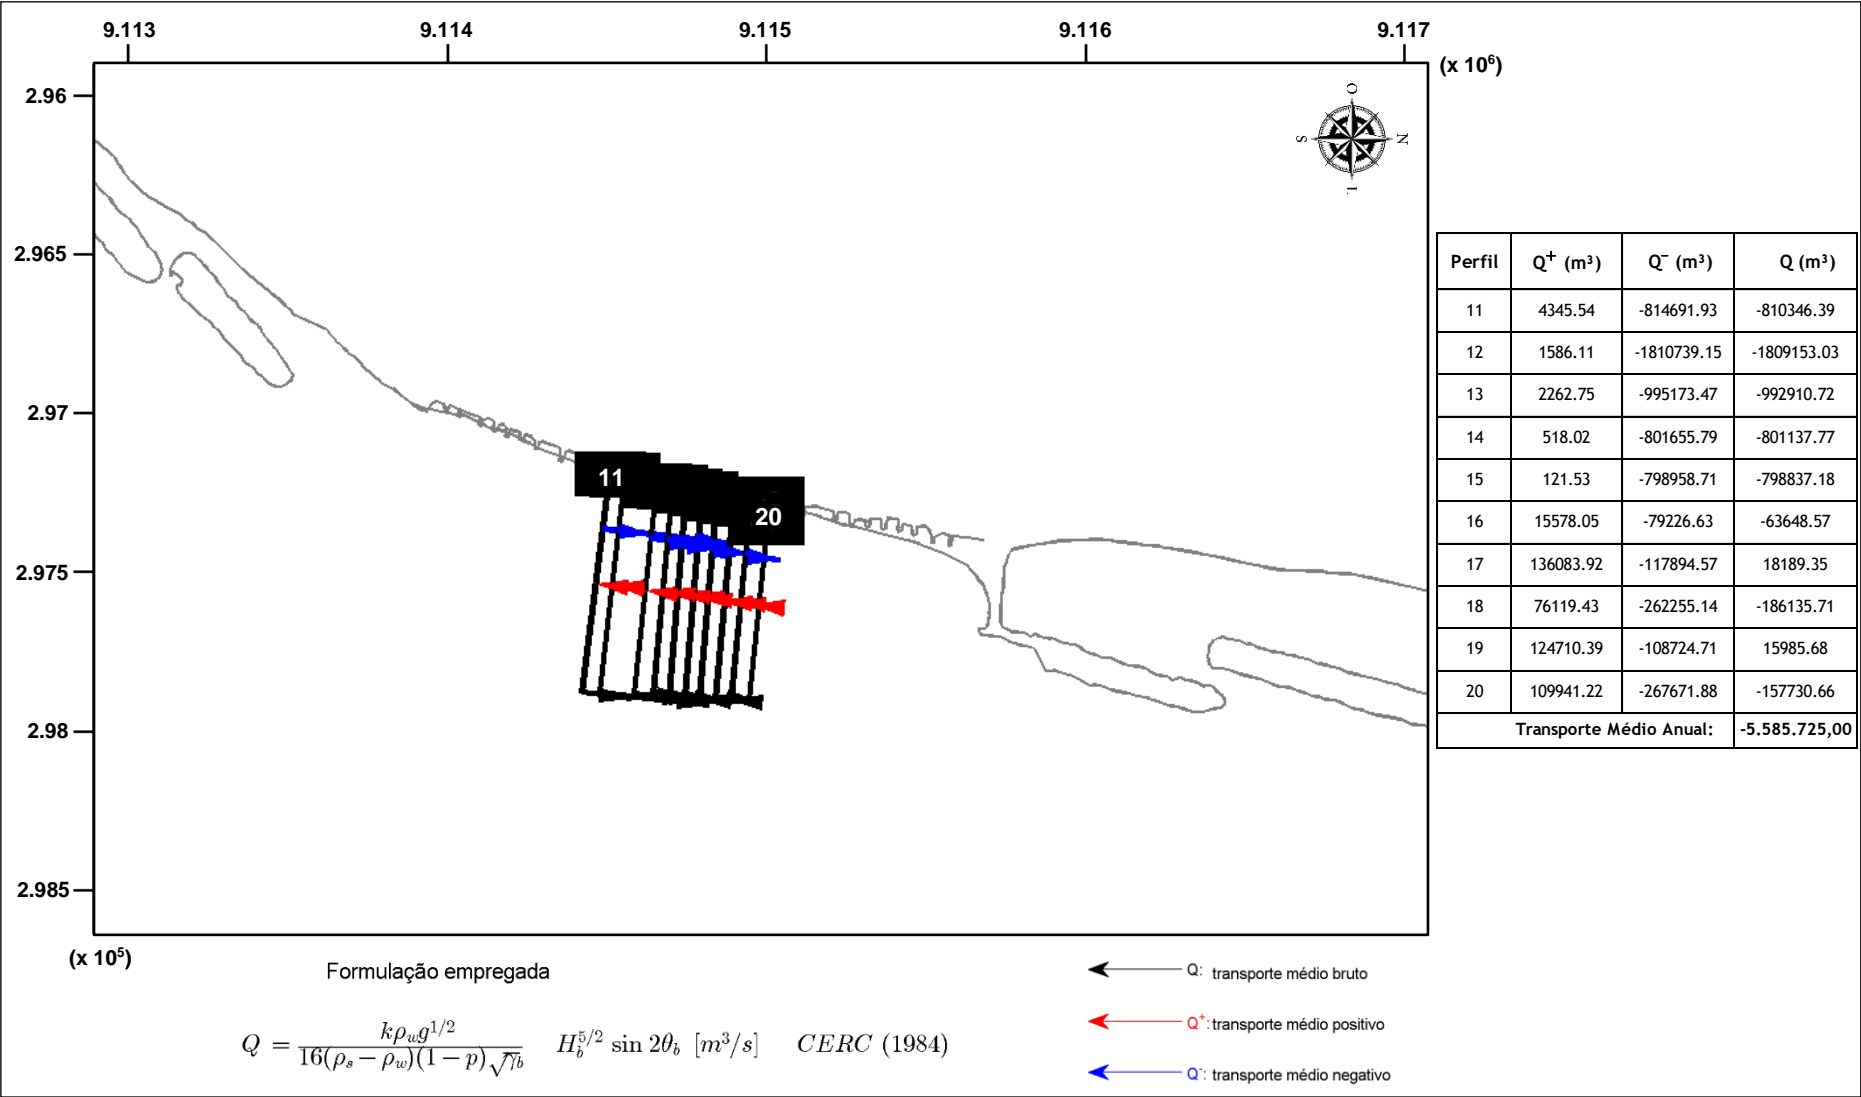 9.113 9.114 9.115 9.116 9.117
(x 10⁶)
2.96
2.965
2.97
2.975
2.98
2.985
(x 10⁵)
O
S N
L
11
20
Perfil Q⁺ (m³) Q⁻ (m³) Q (m³)
11 4345.54 -814691.93 -810346.39
12 1586.11 -1810739.15 -1809153.03
13 2262.75 -995173.47 -992910.72
14 518.02 -801655.79 -801137.77
15 121.53 -798958.71 -798837.18
16 15578.05 -79226.63 -63648.57
17 136083.92 -117894.57 18189.35
18 76119.43 -262255.14 -186135.71
19 124710.39 -108724.71 15985.68
20 109941.22 -267671.88 -157730.66
Transporte Médio Anual: -5.585.725,00
Formulação empregada
Q = kρ_w g^{1/2} / 16(ρ_s − ρ_w)(1 − p)√γ_b H_b^{5/2} sin 2θ_b [m³/s] CERC (1984)
Q: transporte médio bruto
Q⁺: transporte médio positivo
Q⁻: transporte médio negativo